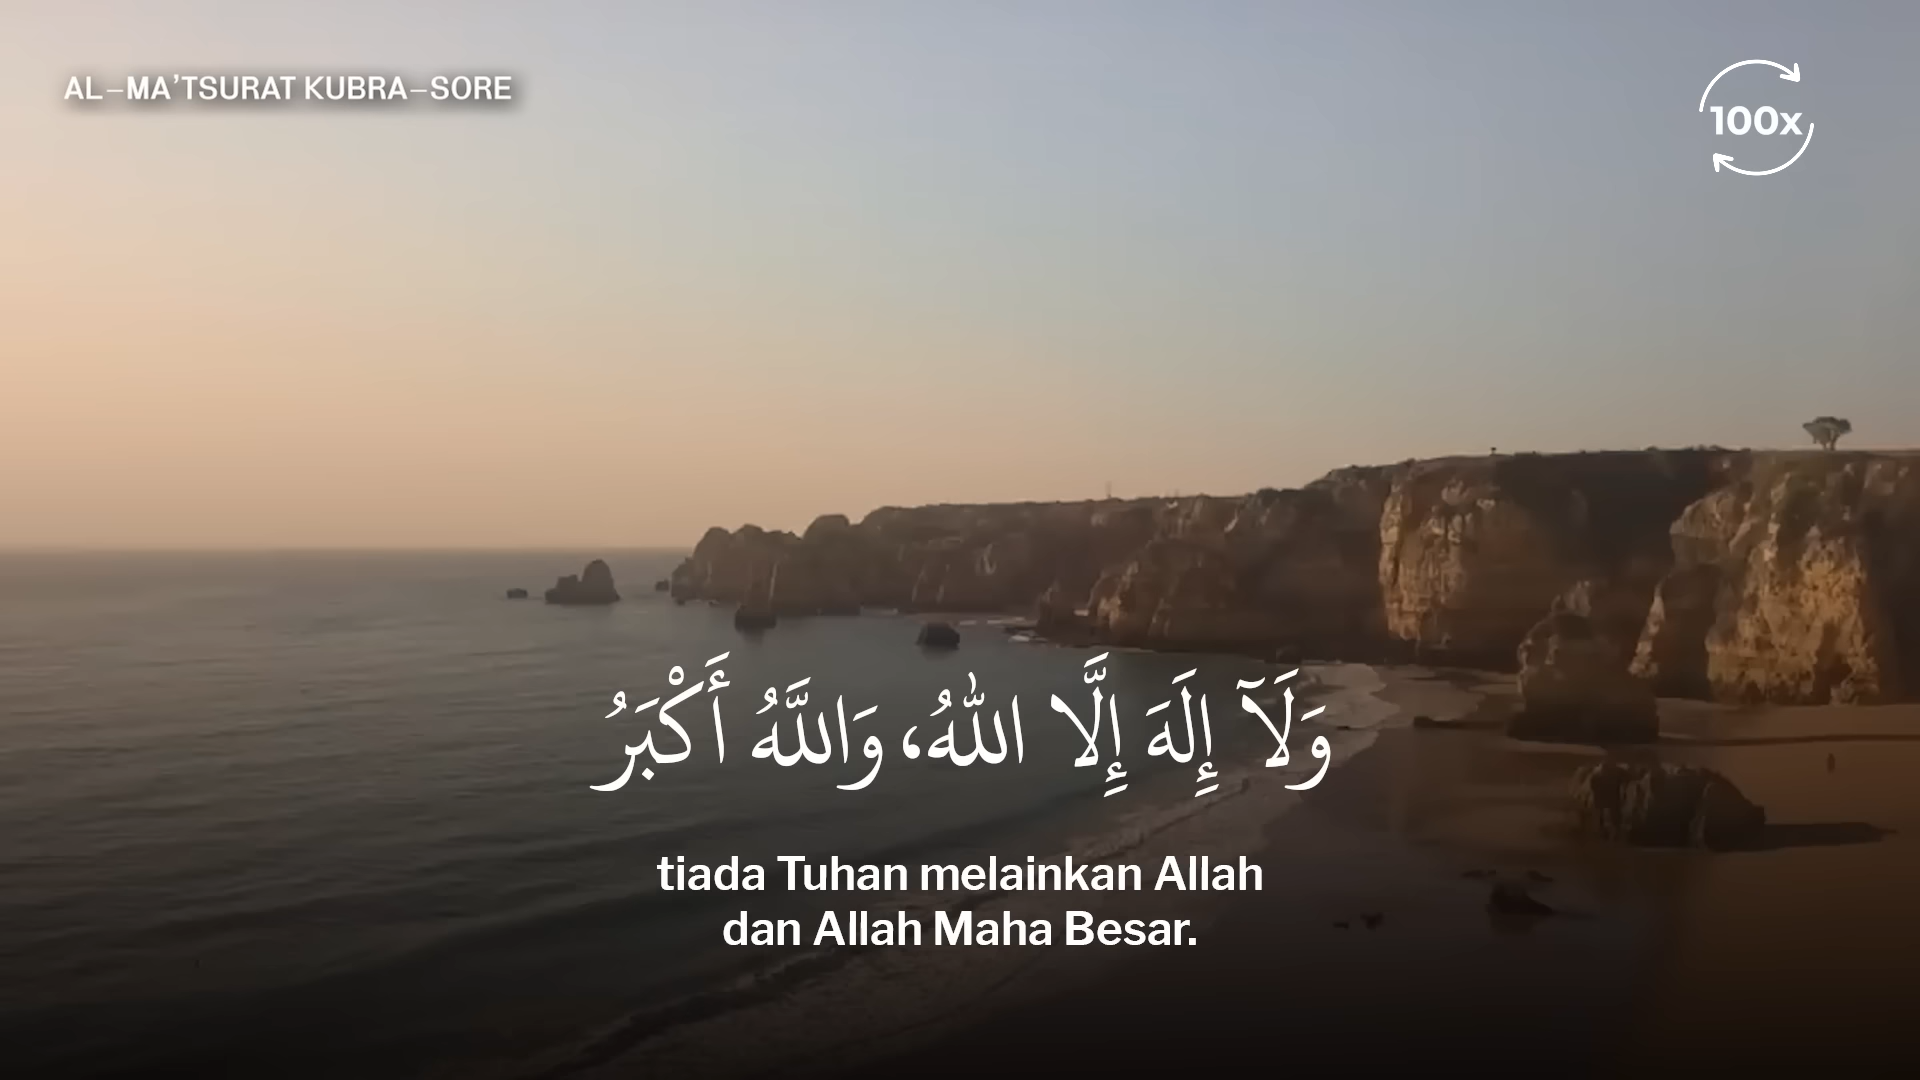 AL-MA'TSURAT KUBRA-SORE
100x
وَلَآ إِلَهَ إِلَّا اللهُ، وَاللَّهُ أَكْبَرُ
tiada Tuhan melainkan Allah
dan Allah Maha Besar.